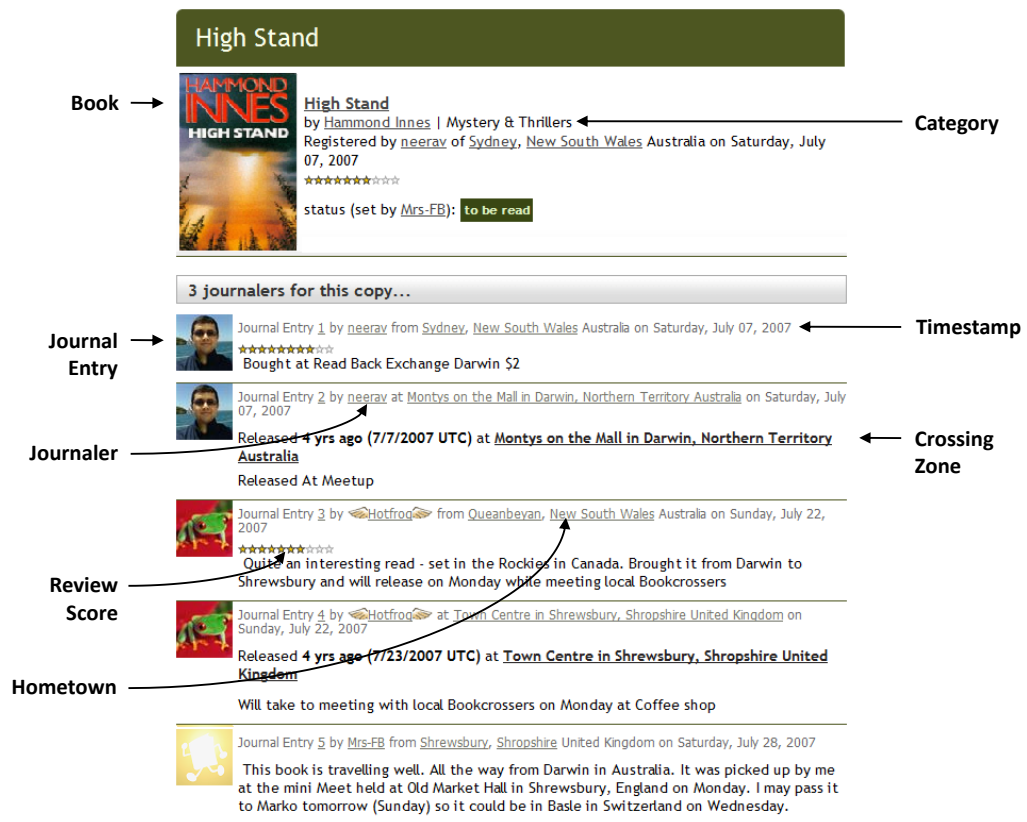 High Stand
HAMMOND
INNES
HIGH STAND
Book
High Stand
by Hammond Innes | Mystery & Thrillers
Category
Registered by neerav of Sydney, New South Wales Australia on Saturday, July
07, 2007
status (set by Mrs-FB): to be read
3 journalers for this copy...
Journal
Entry
Journal Entry 1 by neerav from Sydney, New South Wales Australia on Saturday, July 07, 2007
Timestamp
Bought at Read Back Exchange Darwin $2
Journal Entry 2 by neerav at Montys on the Mall in Darwin, Northern Territory Australia on Saturday, July
07, 2007
Journaler
Released 4 yrs ago (7/7/2007 UTC) at Montys on the Mall in Darwin, Northern Territory
Australia
Crossing
Zone
Released At Meetup
Journal Entry 3 by Hotfrog from Queanbeyan, New South Wales Australia on Sunday, July 22,
2007
Review
Score
Quite an interesting read - set in the Rockies in Canada. Brought it from Darwin to
Shrewsbury and will release on Monday while meeting local Bookcrossers
Journal Entry 4 by Hotfrog at Town Centre in Shrewsbury, Shropshire United Kingdom on
Sunday, July 22, 2007
Hometown
Released 4 yrs ago (7/23/2007 UTC) at Town Centre in Shrewsbury, Shropshire United
Kingdom
Will take to meeting with local Bookcrossers on Monday at Coffee shop
Journal Entry 5 by Mrs-FB from Shrewsbury, Shropshire United Kingdom on Saturday, July 28, 2007
This book is travelling well. All the way from Darwin in Australia. It was picked up by me
at the mini Meet held at Old Market Hall in Shrewsbury, England on Monday. I may pass it
to Marko tomorrow (Sunday) so it could be in Basle in Switzerland on Wednesday.